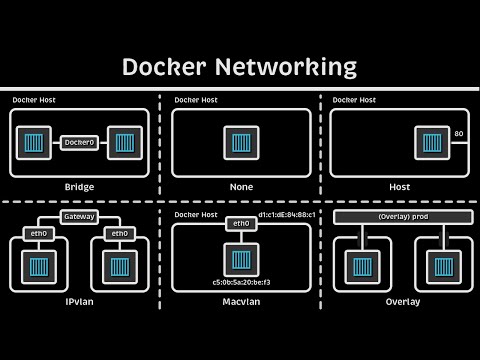 Docker Networking
Docker Host
Docker Host
Docker Host
Docker0
80
Bridge
None
Host
Gateway
eth0
eth0
Docker Host
d1:c1:dE:84:88:c1
eth0
c5:0b:5a:20:be:f3
(Overlay) prod
IPvlan
Macvlan
Overlay